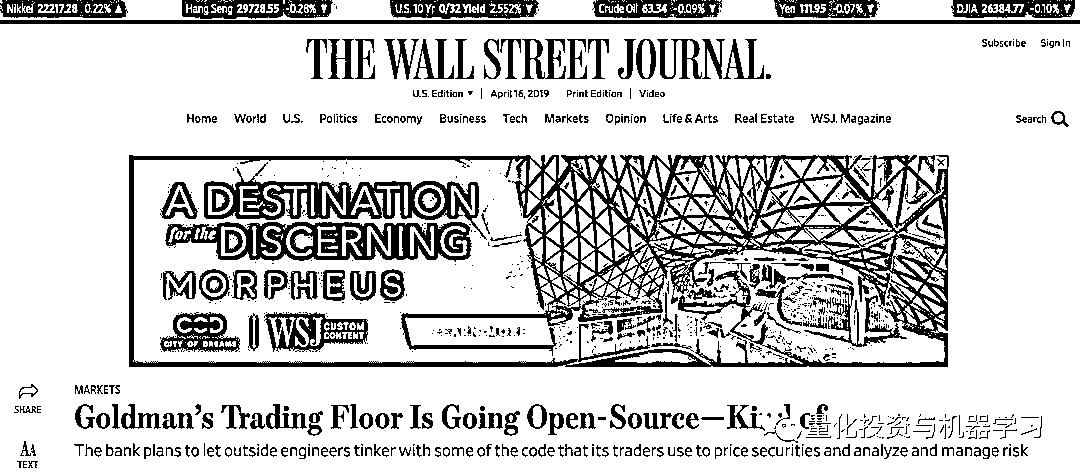 Nikkei 22217.28 0.22% ▲ Hang Seng 29728.55 -0.28% ▼ U.S. 10 Yr 0/32 Yield 2.552% ▼ Crude Oil 63.34 -0.09% ▼ Yen 111.95 -0.07% ▼ DJIA 26384.77 -0.10% ▼
Subscribe Sign In
THE WALL STREET JOURNAL.
U.S. Edition ▼ | April 16, 2019 Print Edition | Video
Home World U.S. Politics Economy Business Tech Markets Opinion Life & Arts Real Estate WSJ. Magazine Search
A DESTINATION
for the DISCERNING
MORPHEUS
CITY OF DREAMS | WSJ CUSTOM CONTENT
MARKETS
SHARE
Goldman's Trading Floor Is Going Open-Source—Kind of
量化投资与机器学习
The bank plans to let outside engineers tinker with some of the code that its traders use to price securities and analyze and manage risk
AA
TEXT